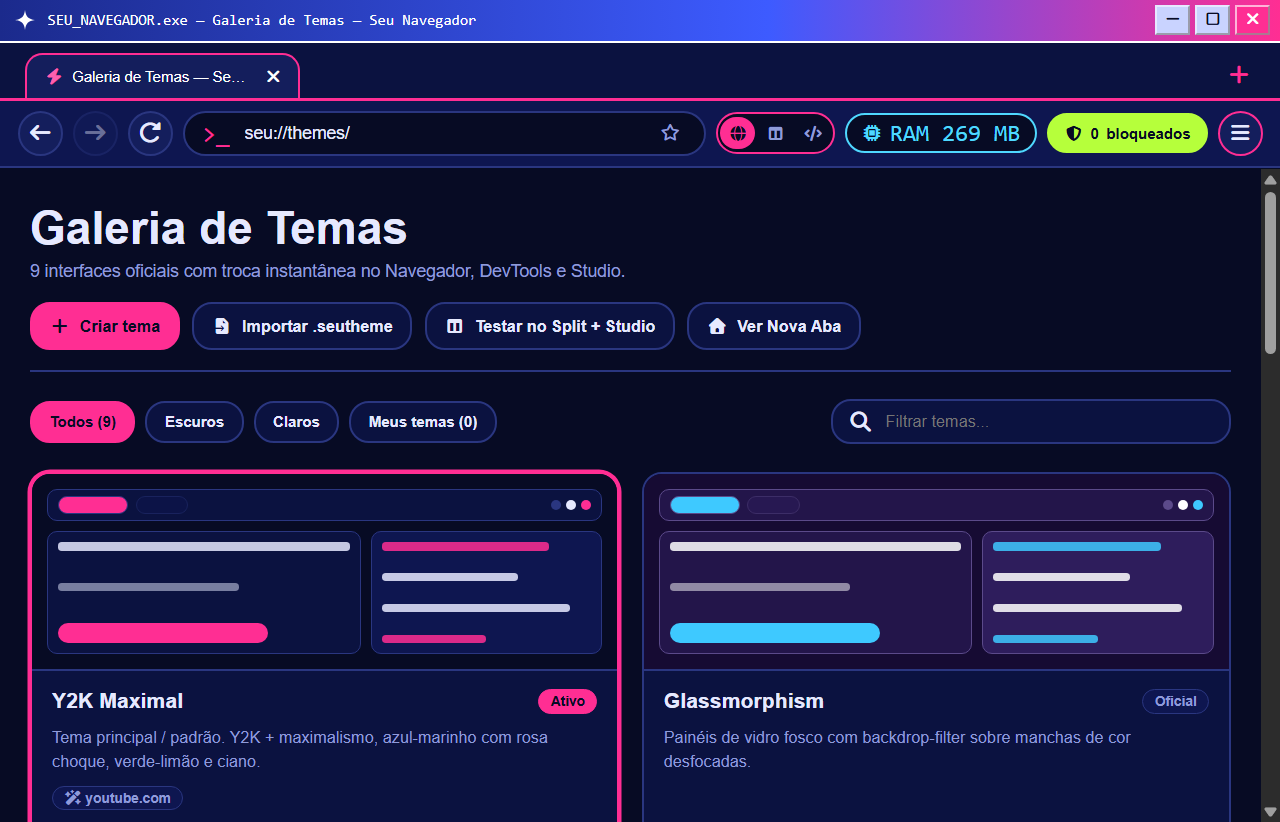 SEU_NAVEGADOR.exe — Galeria de Temas — Seu Navegador
Galeria de Temas — Se...
seu://themes/
RAM 269 MB
0 bloqueados
Galeria de Temas
9 interfaces oficiais com troca instantânea no Navegador, DevTools e Studio.
Criar tema
Importar .seutheme
Testar no Split + Studio
Ver Nova Aba
Todos (9)
Escuros
Claros
Meus temas (0)
Filtrar temas...
Y2K Maximal
Ativo
Tema principal / padrão. Y2K + maximalismo, azul-marinho com rosa
choque, verde-limão e ciano.
youtube.com
Glassmorphism
Oficial
Painéis de vidro fosco com backdrop-filter sobre manchas de cor
desfocadas.